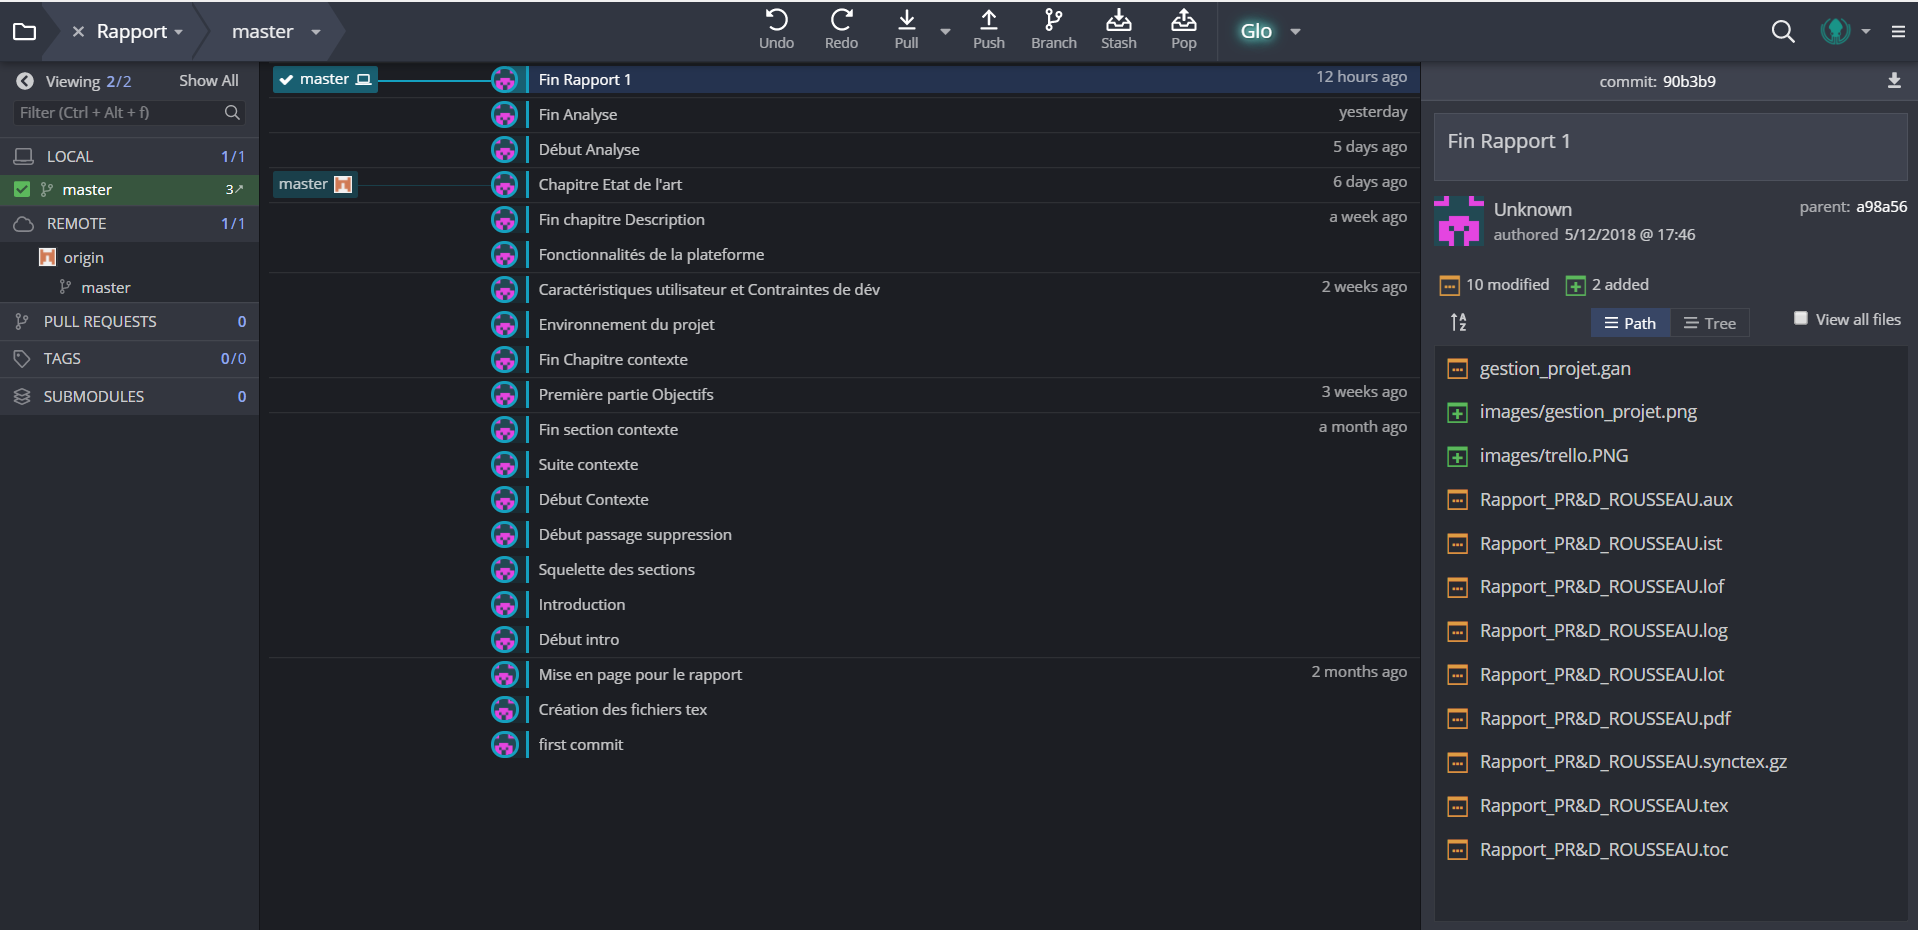 Rapport
master
Undo
Redo
Pull
Push
Branch
Stash
Pop
Glo
Viewing 2/2
Show All
Filter (Ctrl + Alt + f)
LOCAL 1/1
master 3
REMOTE 1/1
origin
master
PULL REQUESTS 0
TAGS 0/0
SUBMODULES 0
master Fin Rapport 1 12 hours ago
Fin Analyse yesterday
Début Analyse 5 days ago
master Chapitre Etat de l'art 6 days ago
Fin chapitre Description a week ago
Fonctionnalités de la plateforme
Caractéristiques utilisateur et Contraintes de dév 2 weeks ago
Environnement du projet
Fin Chapitre contexte
Première partie Objectifs 3 weeks ago
Fin section contexte a month ago
Suite contexte
Début Contexte
Début passage suppression
Squelette des sections
Introduction
Début intro
Mise en page pour le rapport 2 months ago
Création des fichiers tex
first commit
commit: 90b3b9
Fin Rapport 1
Unknown
parent: a98a56
authored 5/12/2018 @ 17:46
10 modified 2 added
AZ
Path
Tree
View all files
gestion_projet.gan
images/gestion_projet.png
images/trello.PNG
Rapport_PR&D_ROUSSEAU.aux
Rapport_PR&D_ROUSSEAU.ist
Rapport_PR&D_ROUSSEAU.lof
Rapport_PR&D_ROUSSEAU.log
Rapport_PR&D_ROUSSEAU.lot
Rapport_PR&D_ROUSSEAU.pdf
Rapport_PR&D_ROUSSEAU.synctex.gz
Rapport_PR&D_ROUSSEAU.tex
Rapport_PR&D_ROUSSEAU.toc